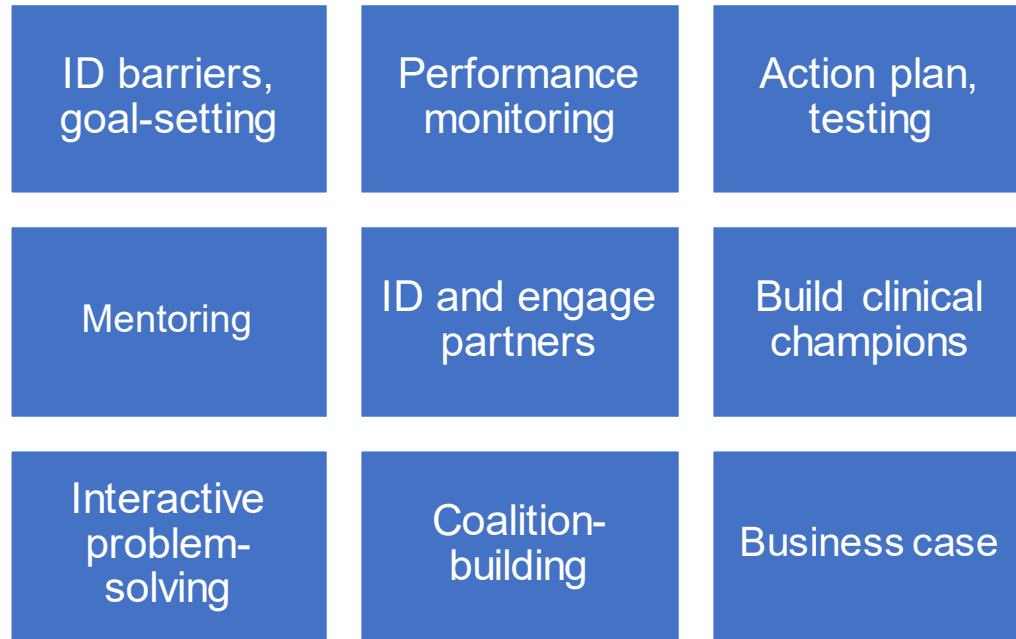 ID barriers,
goal-setting
Performance
monitoring
Action plan,
testing
Mentoring
ID and engage
partners
Build clinical
champions
Interactive
problem-
solving
Coalition-
building
Business case